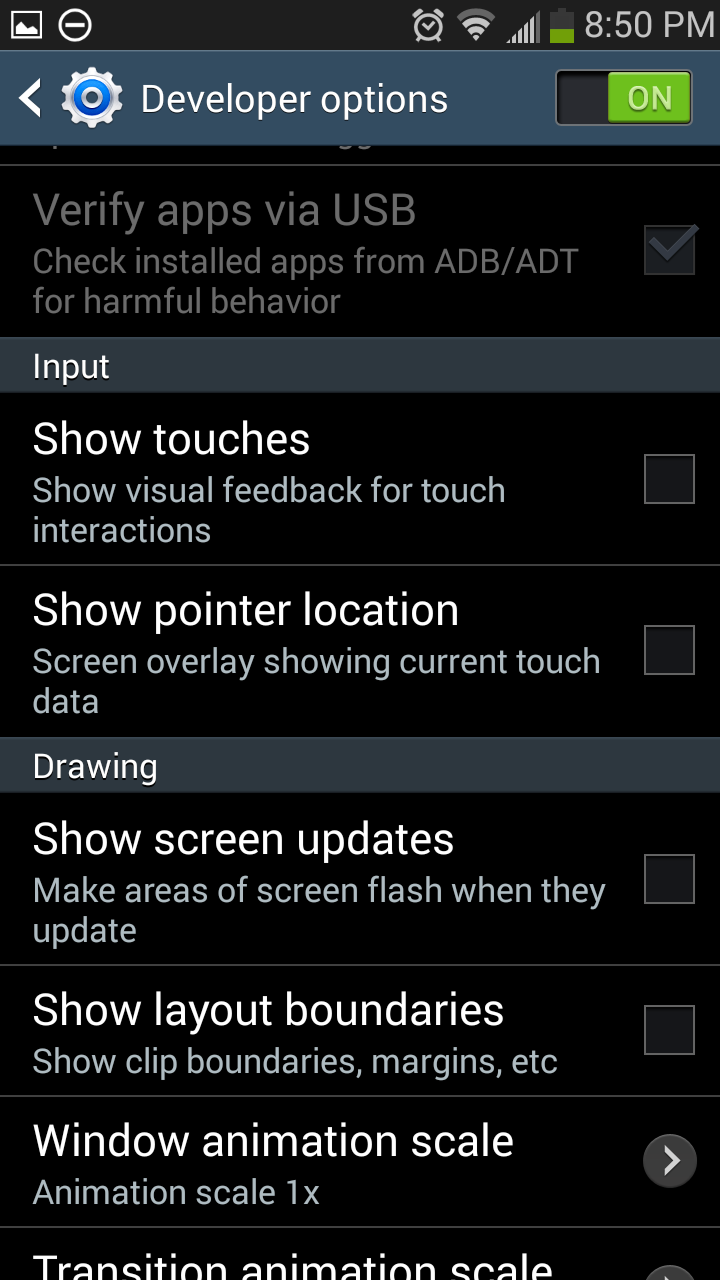 8:50 PM
Developer options
ON
Verify apps via USB
Check installed apps from ADB/ADT
for harmful behavior
Input
Show touches
Show visual feedback for touch
interactions
Show pointer location
Screen overlay showing current touch
data
Drawing
Show screen updates
Make areas of screen flash when they
update
Show layout boundaries
Show clip boundaries, margins, etc
Window animation scale
Animation scale 1x
Transition animation scale